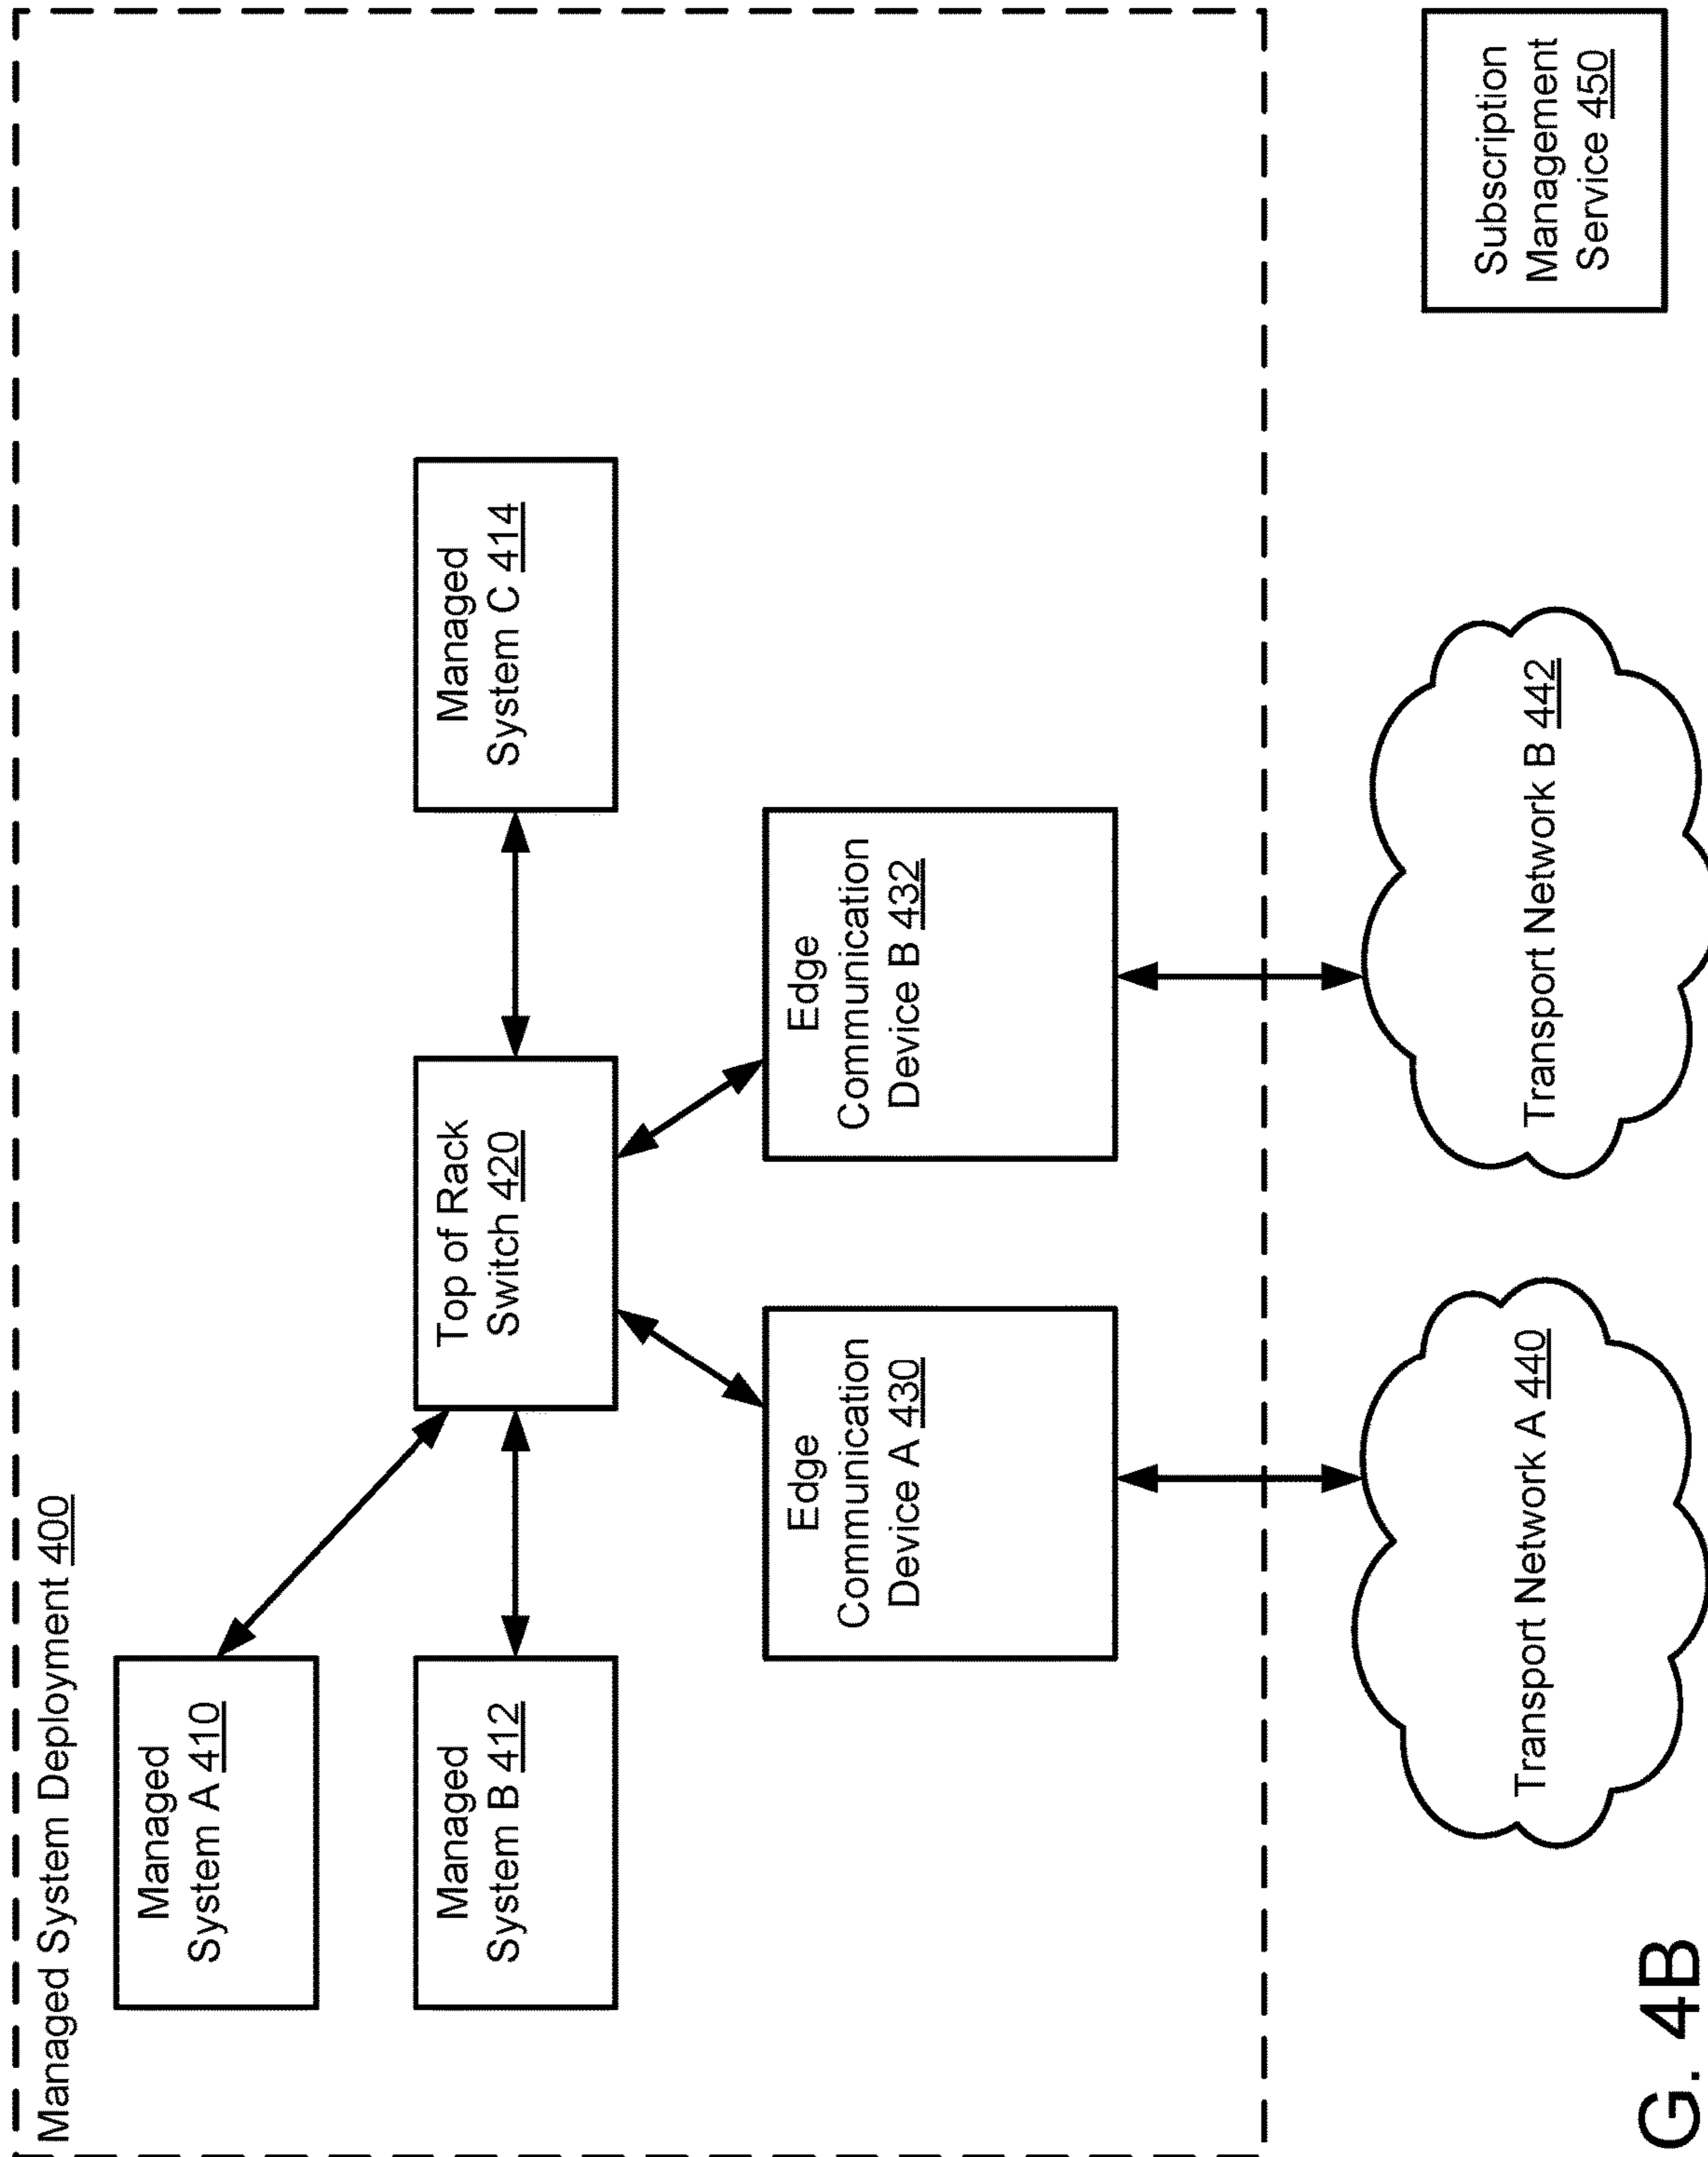 Managed System Deployment 400
Managed
System A 410
Managed
System B 412
Top of Rack
Switch 420
Managed
System C 414
Edge
Communication
Device A 430
Edge
Communication
Device B 432
Transport Network A 440
Transport Network B 442
Subscription
Management
Service 450
G. 4B